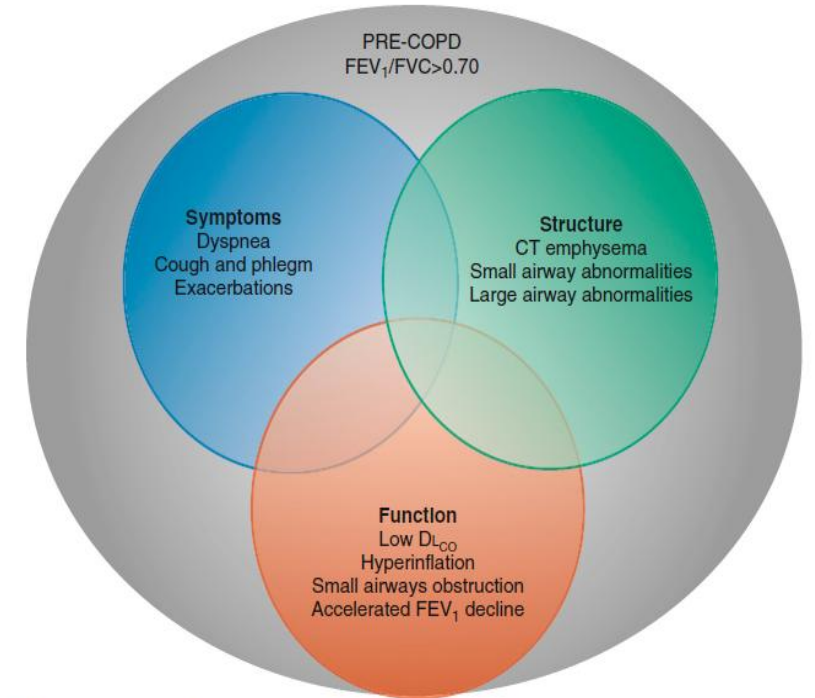 PRE-COPD
FEV₁/FVC>0.70
Symptoms
Dyspnea
Cough and phlegm
Exacerbations
Structure
CT emphysema
Small airway abnormalities
Large airway abnormalities
Function
Low DLCO
Hyperinflation
Small airways obstruction
Accelerated FEV₁ decline